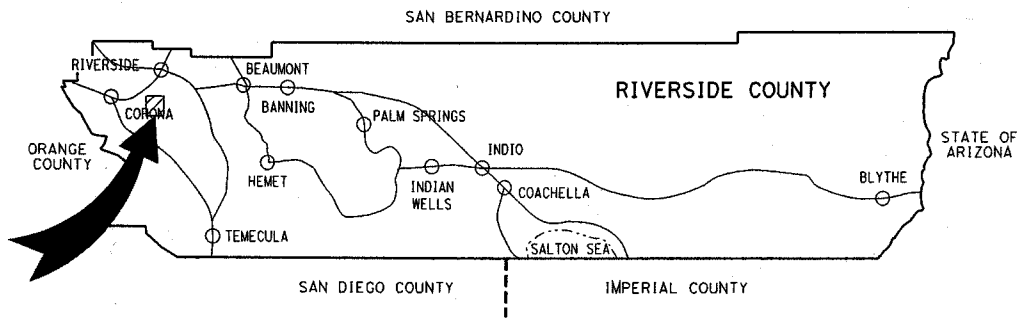 SAN BERNARDINO COUNTY
RIVERSIDE
BEAUMONT
RIVERSIDE COUNTY
CORONA
BANNING
PALM SPRINGS
ORANGE
COUNTY
STATE OF
ARIZONA
INDIO
HEMET
INDIAN
WELLS
COACHELLA
BLYTHE
TEMECULA
SALTON SEA
SAN DIEGO COUNTY
IMPERIAL COUNTY